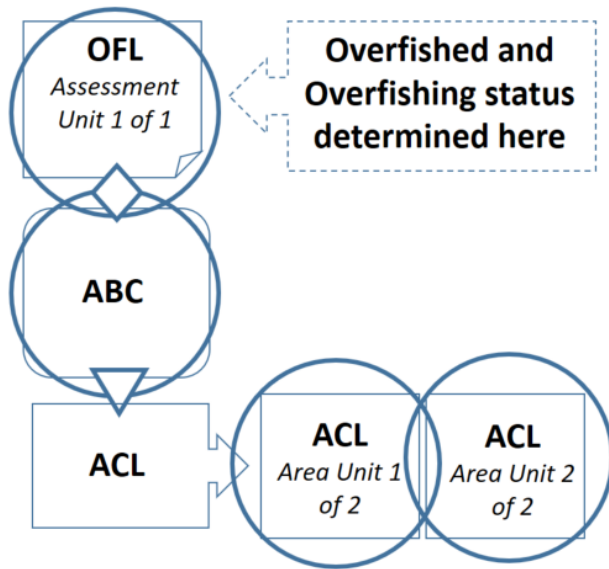 OFL
Assessment
Unit 1 of 1
Overfished and
Overfishing status
determined here
ABC
ACL
ACL
Area Unit 1
of 2
ACL
Area Unit 2
of 2